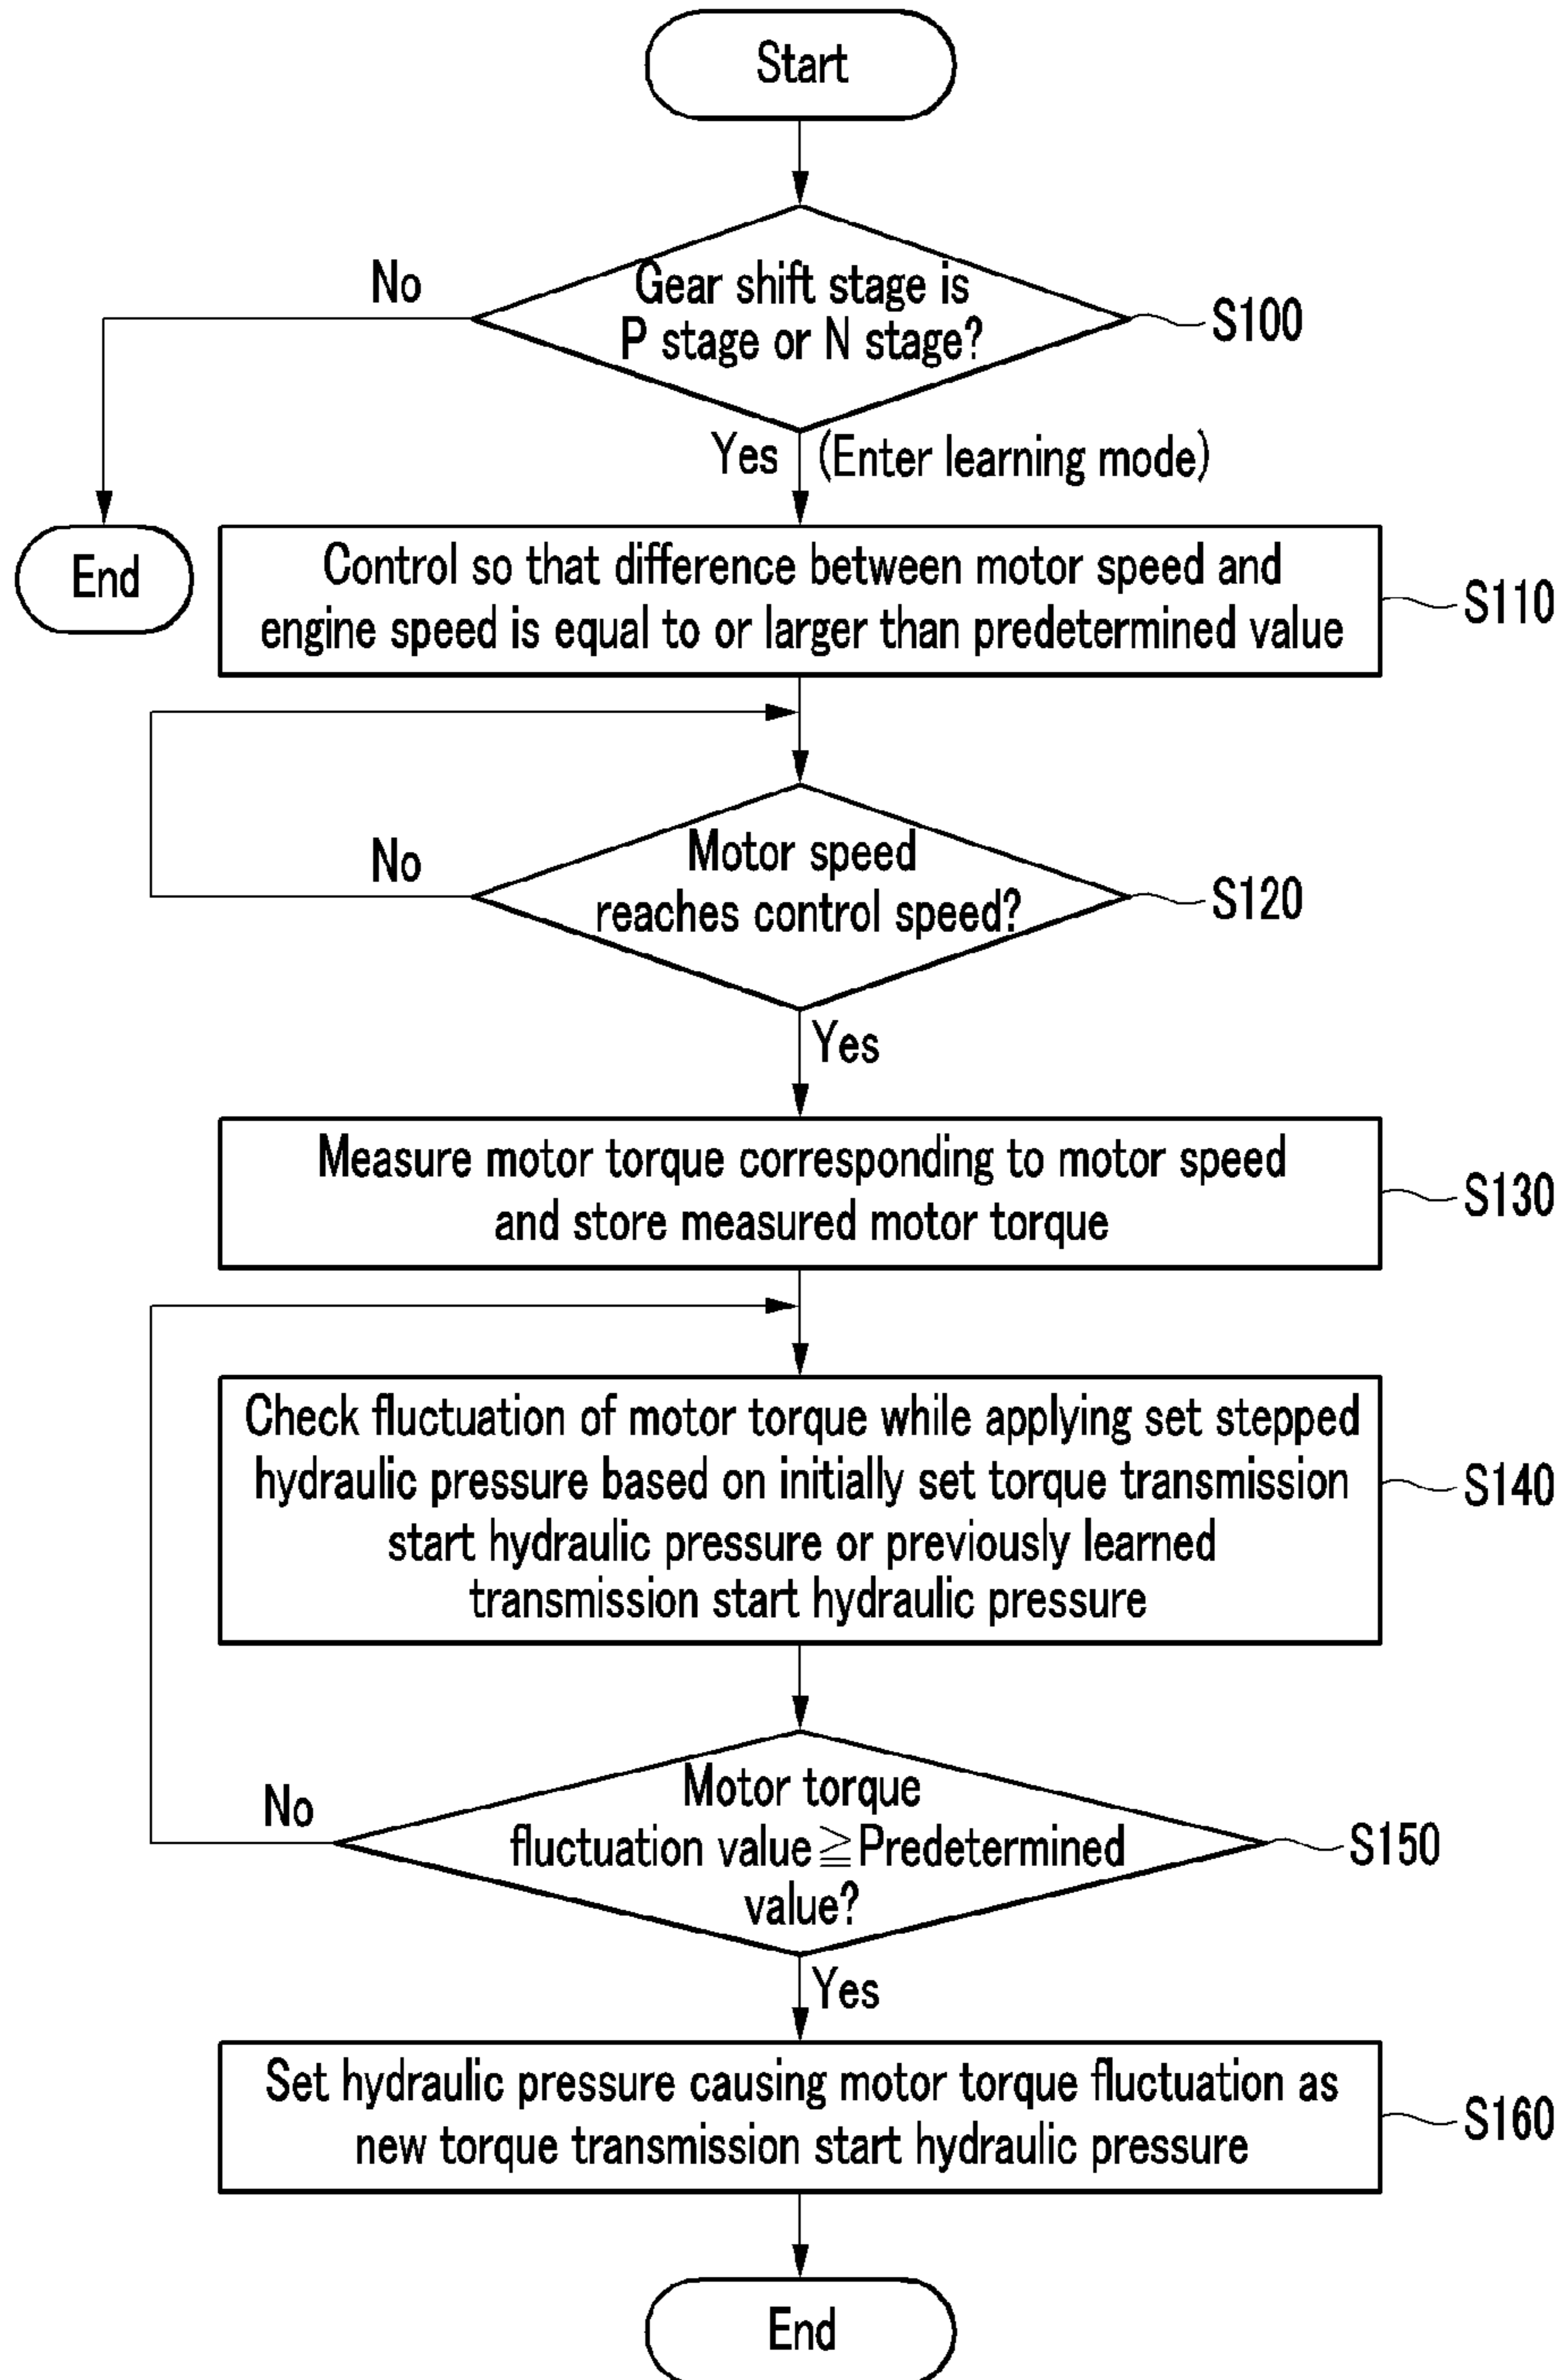 Start
Gear shift stage is
P stage or N stage?
S100
No
Yes (Enter learning mode)
End
Control so that difference between motor speed and
engine speed is equal to or larger than predetermined value
S110
Motor speed
reaches control speed?
S120
No
Yes
Measure motor torque corresponding to motor speed
and store measured motor torque
S130
Check fluctuation of motor torque while applying set stepped
hydraulic pressure based on initially set torque transmission
start hydraulic pressure or previously learned
transmission start hydraulic pressure
S140
Motor torque
fluctuation value≧Predetermined
value?
S150
No
Yes
Set hydraulic pressure causing motor torque fluctuation as
new torque transmission start hydraulic pressure
S160
End